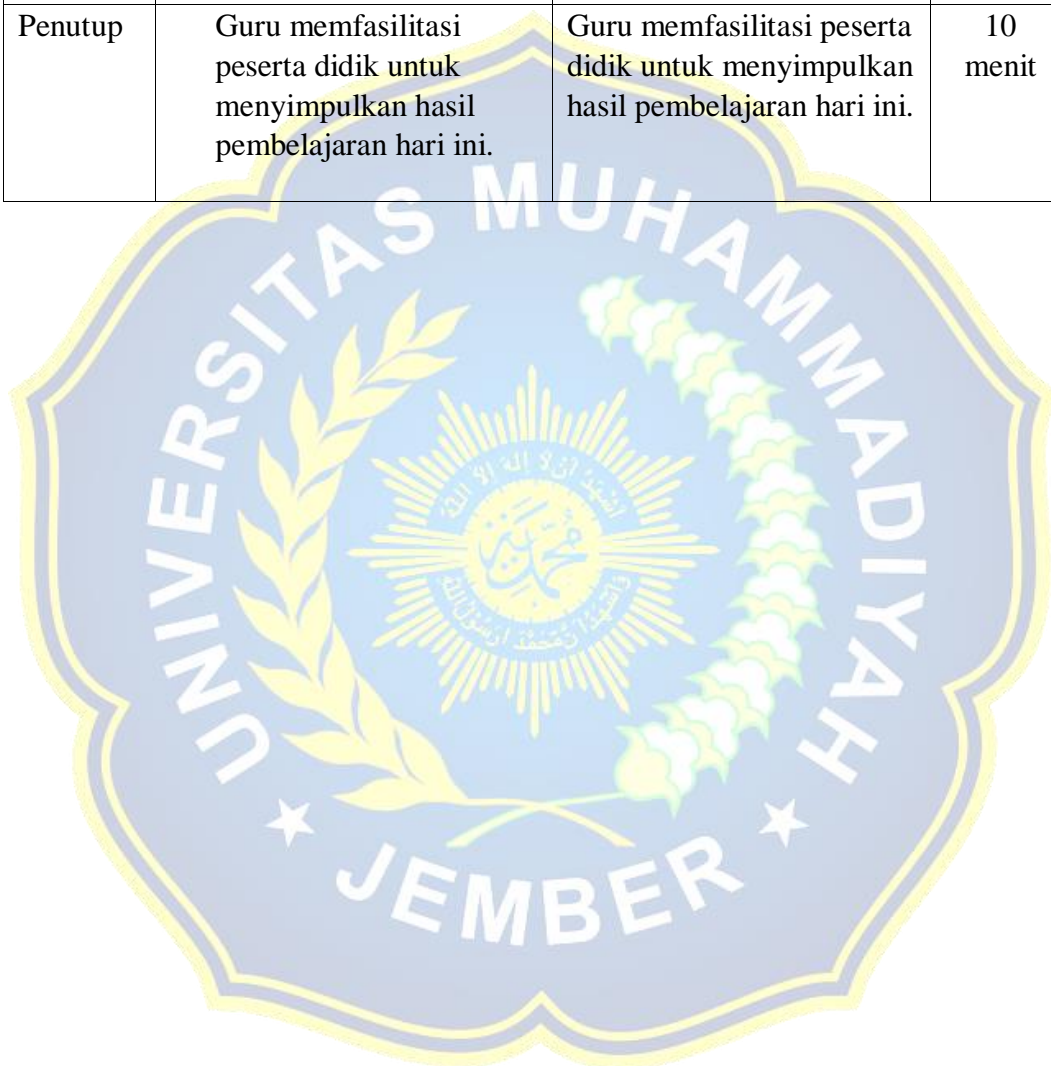 Penutup
Guru memfasilitasi
peserta didik untuk
menyimpulkan hasil
pembelajaran hari ini.
Guru memfasilitasi peserta
didik untuk menyimpulkan
hasil pembelajaran hari ini.
10
menit
UNIVERSITAS MUHAMMADIYAH
JEMBER